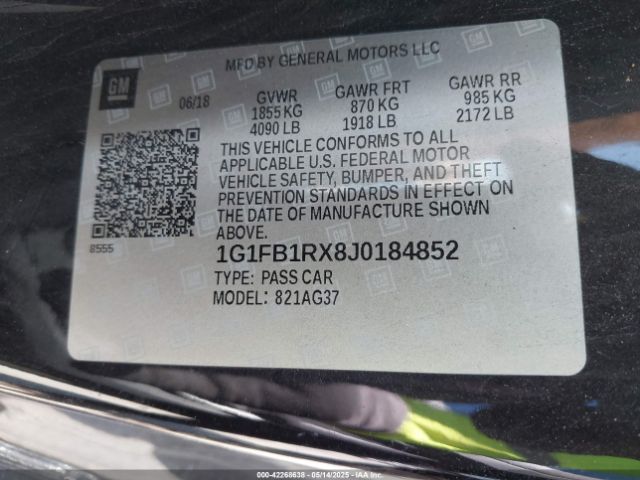 GM
MFD BY GENERAL MOTORS LLC
06/18
GVWR
1855 KG
4090 LB
GAWR FRT
870 KG
1918 LB
GAWR RR
985 KG
2172 LB
THIS VEHICLE CONFORMS TO ALL
APPLICABLE U.S. FEDERAL MOTOR
VEHICLE SAFETY, BUMPER, AND THEFT
PREVENTION STANDARDS IN EFFECT ON
THE DATE OF MANUFACTURE SHOWN
ABOVE.
8555
1G1FB1RX8J0184852
TYPE: PASS CAR
MODEL: 821AG37
000-42268638 - 05/14/2025 - IAA Inc.